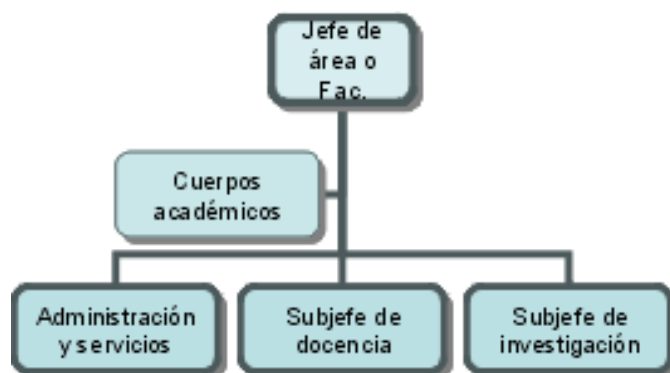 Jefe de
área o
Fac.
Cuerpos
académicos
Administración
y servicios
Subjefe de
docencia
Subjefe de
investigación